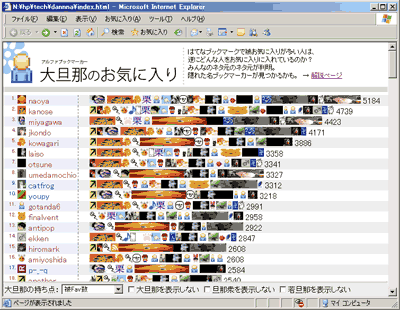 N:¥hp¥tech¥danna¥index.html - Microsoft Internet Explorer
ファイル(F) 編集(E) 表示(V) お気に入り(A) ツール(T) ヘルプ(H)
戻る 検索 お気に入り
アルファブックマーカー
大旦那のお気に入り
はてなブックマークで被お気に入りが多い人は、
逆にどんな人をお気に入りに入れているのか?
みんなのネタ元のネタ元が判明。
隠れた名ブックマーカーが見つかるかも。 → 解説ページ
1 naoya 5184
2 kanose 4739
3 miyagawa 4423
4 jkondo 4171
5 kowagari 3886
6 laiso 3358
7 otsune 3341
8 umedamochio 3327
9 catfrog 3312
10 youpy 3218
11 gotanda6 2991
12 finalvent 2958
13 antipop 2922
14 ekken 2847
15 hiromark 2608
16 amiyoshida 2608
17 p-_-q 2584
2540
大旦那の持ち点: 被Fav数 大旦那を表示しない 旦那衆を表示しない 若旦那を表示しない
ページが表示されました マイ コンピュータ